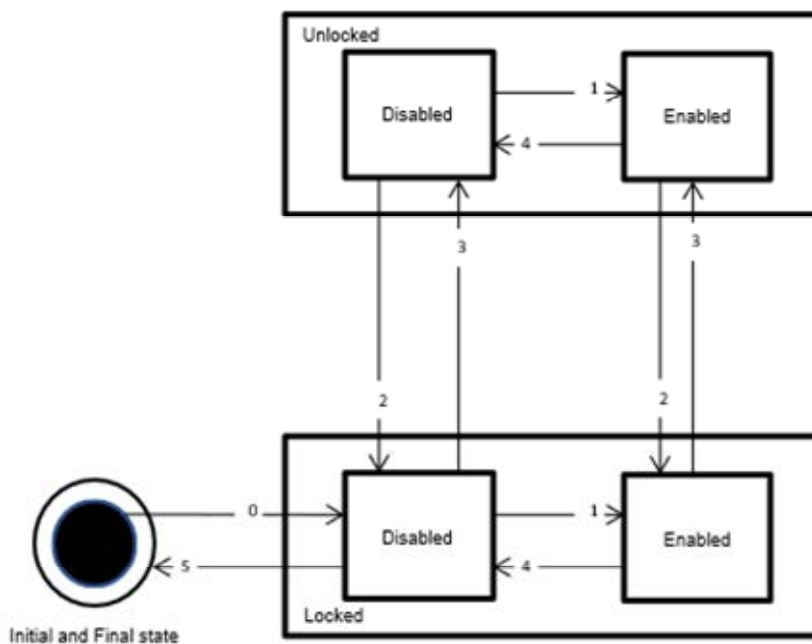 Unlocked
Disabled
1
Enabled
4
3
3
2
2
0
Disabled
1
Enabled
5
4
Locked
Initial and Final state